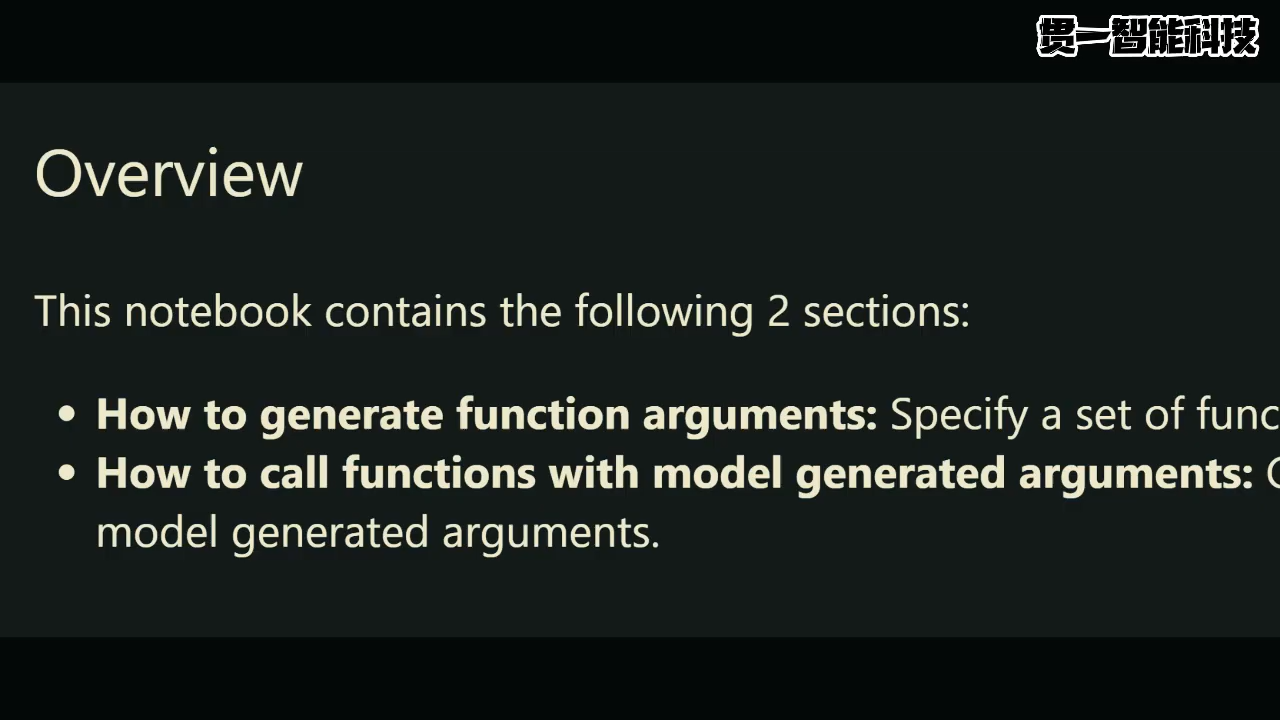 贯一智能科技
Overview
This notebook contains the following 2 sections:
• How to generate function arguments: Specify a set of func
• How to call functions with model generated arguments:
model generated arguments.